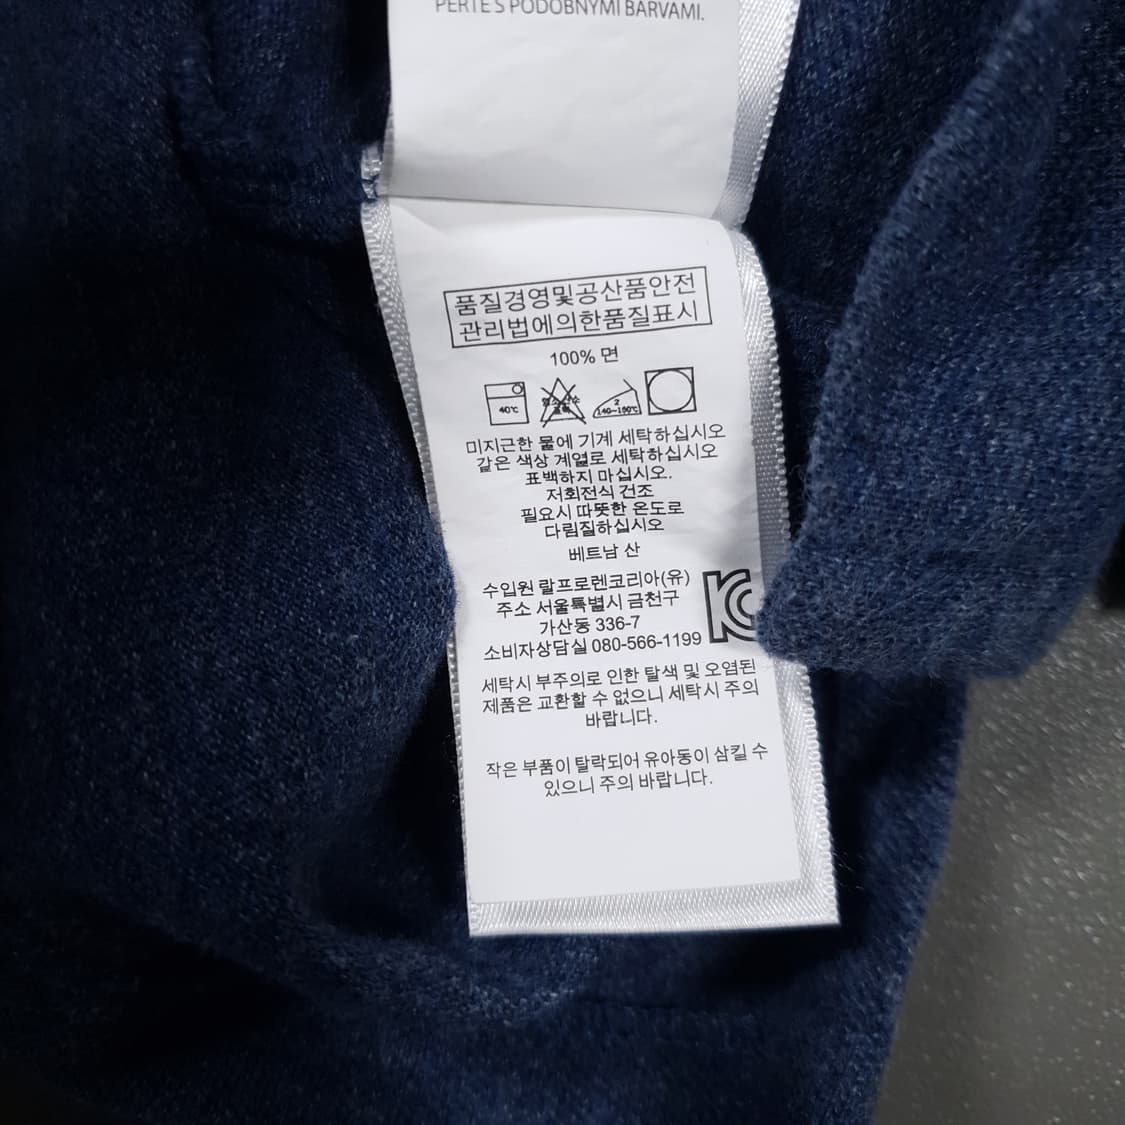 PERTE S PODOBNÝMI BARVAMI.
품질경영및공산품안전
관리법에의한품질표시
100% 면
40℃
2
140~150℃
미지근한 물에 기계 세탁하십시오
같은 색상 계열로 세탁하십시오
표백하지 마십시오.
저회전식 건조
필요시 따뜻한 온도로
다림질하십시오
베트남 산
수입원 랄프로렌코리아(유)
주소 서울특별시 금천구
가산동 336-7
소비자상담실 080-566-1199
세탁시 부주의로 인한 탈색 및 오염된
제품은 교환할 수 없으니 세탁시 주의
바랍니다.
작은 부품이 탈락되어 유아동이 삼킬 수
있으니 주의 바랍니다.